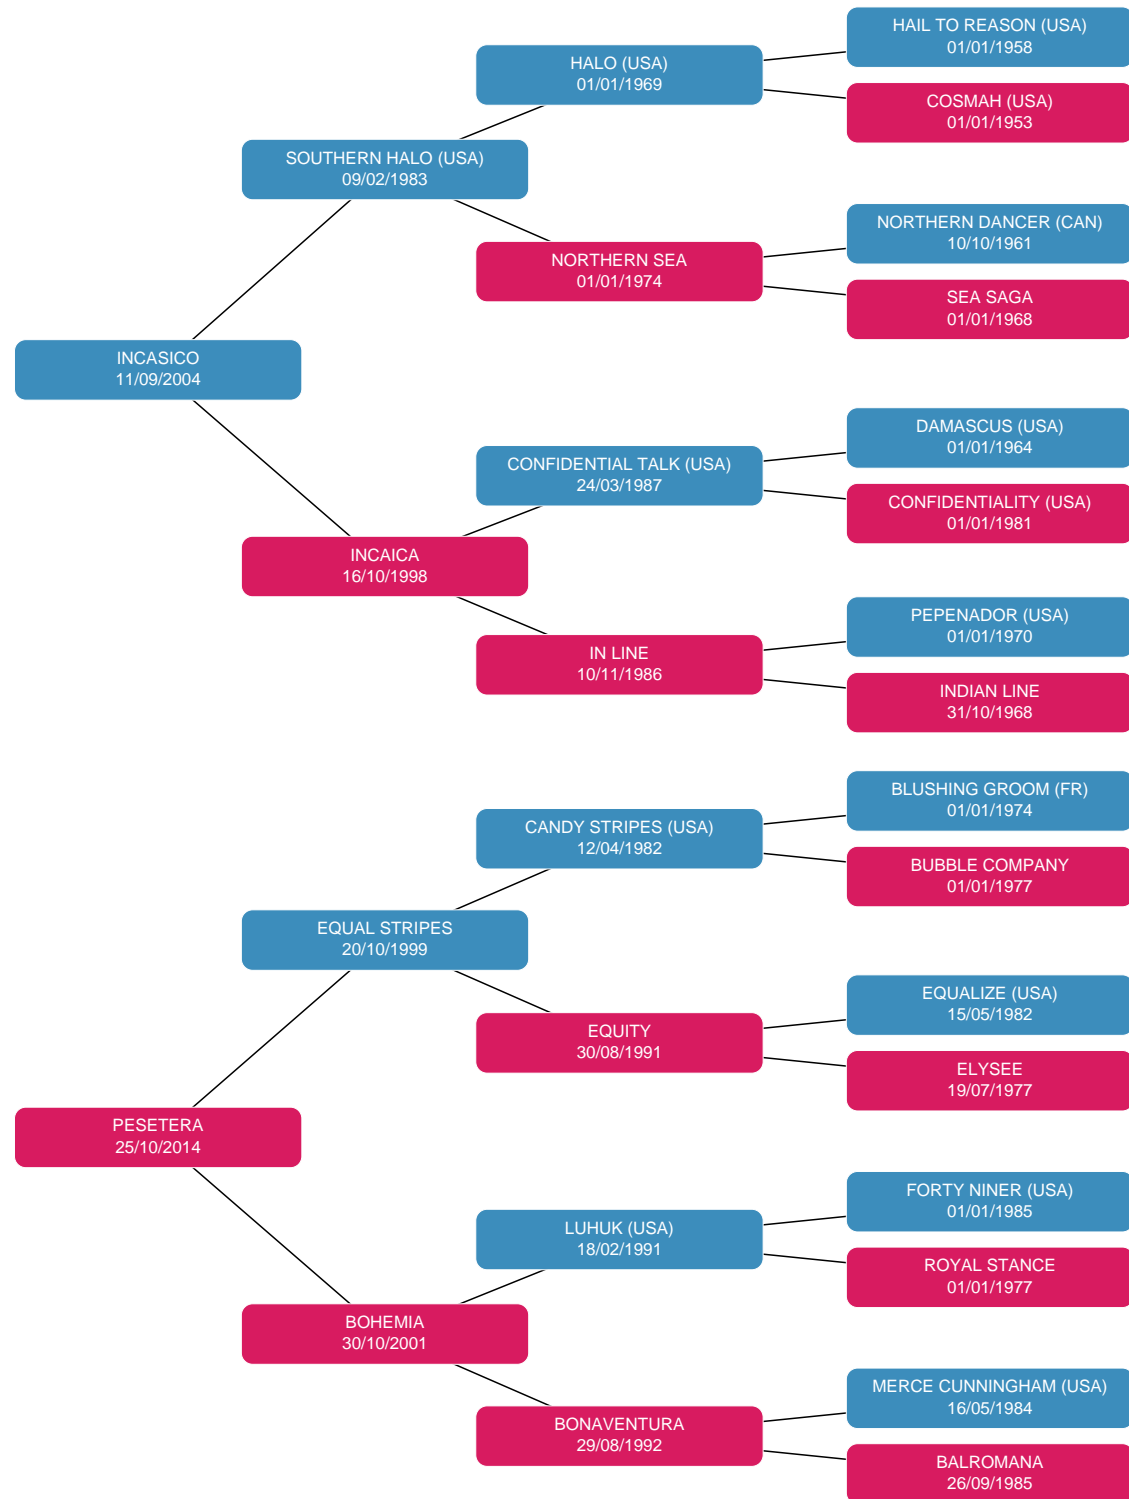 HAIL TO REASON (USA)
01/01/1958
HALO (USA)
01/01/1969
COSMAH (USA)
01/01/1953
SOUTHERN HALO (USA)
09/02/1983
NORTHERN DANCER (CAN)
10/10/1961
NORTHERN SEA
01/01/1974
SEA SAGA
01/01/1968
INCASICO
11/09/2004
DAMASCUS (USA)
01/01/1964
CONFIDENTIAL TALK (USA)
24/03/1987
CONFIDENTIALITY (USA)
01/01/1981
INCAICA
16/10/1998
PEPENADOR (USA)
01/01/1970
IN LINE
10/11/1986
INDIAN LINE
31/10/1968
BLUSHING GROOM (FR)
01/01/1974
CANDY STRIPES (USA)
12/04/1982
BUBBLE COMPANY
01/01/1977
EQUAL STRIPES
20/10/1999
EQUALIZE (USA)
15/05/1982
EQUITY
30/08/1991
ELYSEE
19/07/1977
PESETERA
25/10/2014
FORTY NINER (USA)
01/01/1985
LUHUK (USA)
18/02/1991
ROYAL STANCE
01/01/1977
BOHEMIA
30/10/2001
MERCE CUNNINGHAM (USA)
16/05/1984
BONAVENTURA
29/08/1992
BALROMANA
26/09/1985